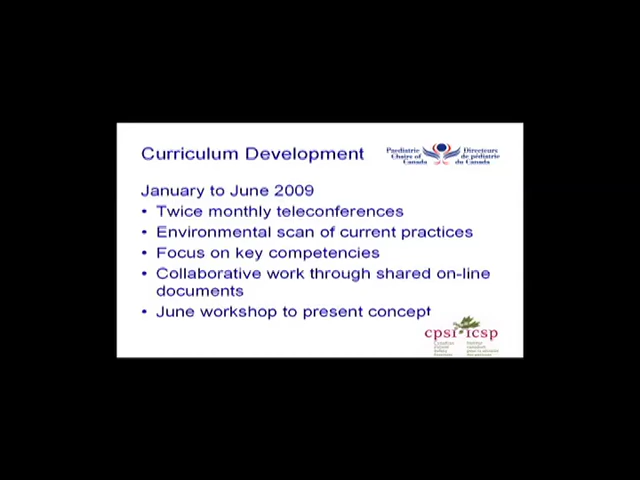 Curriculum Development
Paediatric
Chairs of
Canada
Directeurs
de pédiatrie
du Canada
January to June 2009
• Twice monthly teleconferences
• Environmental scan of current practices
• Focus on key competencies
• Collaborative work through shared on-line
documents
• June workshop to present concept
cpsi icsp